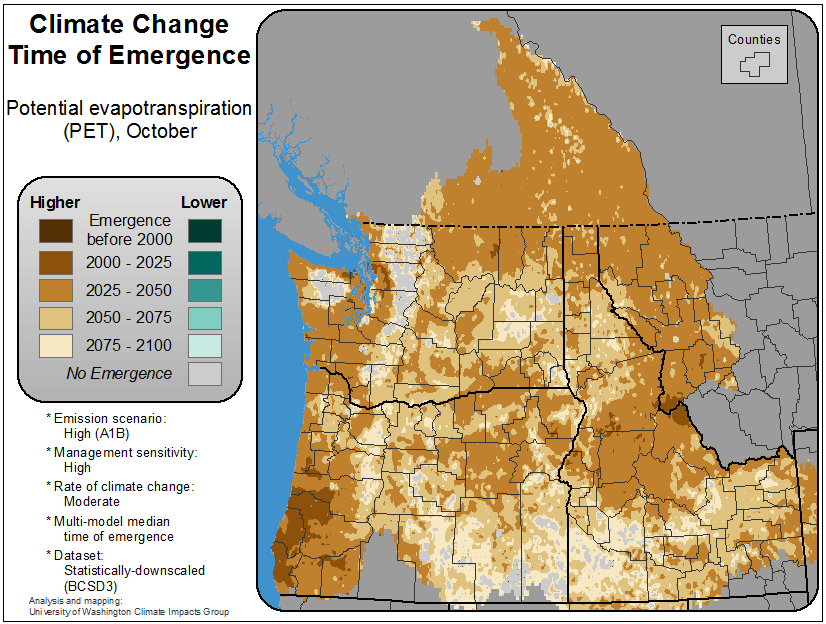 Climate Change
Time of Emergence
Potential evapotranspiration
(PET), October
Counties
Higher Lower
Emergence
before 2000
2000 - 2025
2025 - 2050
2050 - 2075
2075 - 2100
No Emergence
* Emission scenario:
High (A1B)
* Management sensitivity:
High
* Rate of climate change:
Moderate
* Multi-model median
time of emergence
* Dataset:
Statistically-downscaled
(BCSD3)
Analysis and mapping:
University of Washington Climate Impacts Group